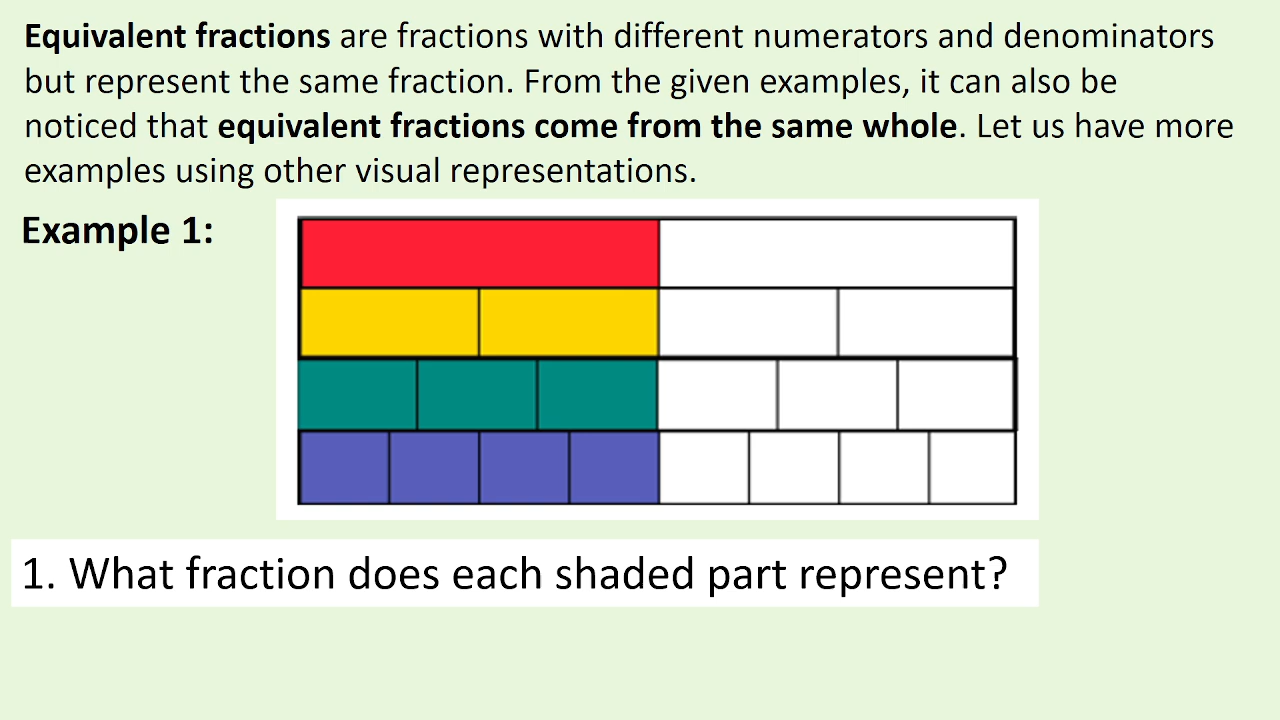 Equivalent fractions are fractions with different numerators and denominators
but represent the same fraction. From the given examples, it can also be
noticed that equivalent fractions come from the same whole. Let us have more
examples using other visual representations.
Example 1:
1. What fraction does each shaded part represent?